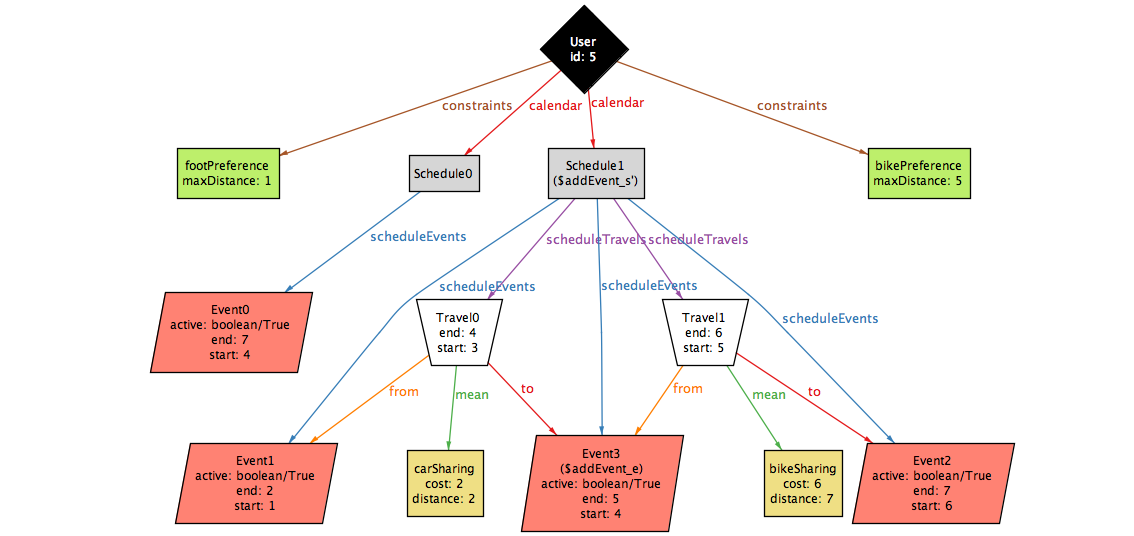 User
id: 5
constraints
calendar
calendar
constraints
footPreference
maxDistance: 1
Schedule0
Schedule1
($addEvent_s')
bikePreference
maxDistance: 5
scheduleEvents
scheduleTravels
scheduleTravels
scheduleEvents
scheduleEvents
scheduleEvents
Event0
active: boolean/True
end: 7
start: 4
Travel0
end: 4
start: 3
Travel1
end: 6
start: 5
from
mean
to
from
mean
to
Event1
active: boolean/True
end: 2
start: 1
carSharing
cost: 2
distance: 2
Event3
($addEvent_e)
active: boolean/True
end: 5
start: 4
bikeSharing
cost: 6
distance: 7
Event2
active: boolean/True
end: 7
start: 6